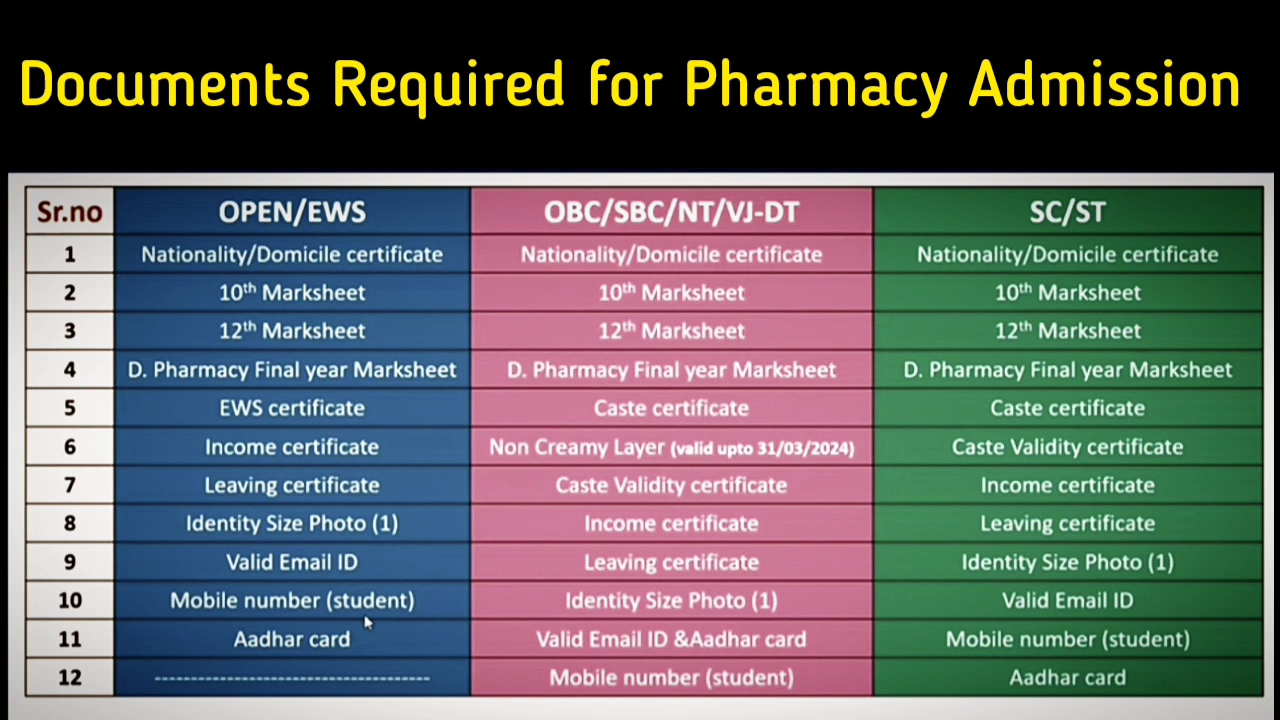 Documents Required for Pharmacy Admission
Sr.no OPEN/EWS OBC/SBC/NT/VJ-DT SC/ST
1 Nationality/Domicile certificate Nationality/Domicile certificate Nationality/Domicile certificate
2 10th Marksheet 10th Marksheet 10th Marksheet
3 12th Marksheet 12th Marksheet 12th Marksheet
4 D. Pharmacy Final year Marksheet D. Pharmacy Final year Marksheet D. Pharmacy Final year Marksheet
5 EWS certificate Caste certificate Caste certificate
6 Income certificate Non Creamy Layer (valid upto 31/03/2024) Caste Validity certificate
7 Leaving certificate Caste Validity certificate Income certificate
8 Identity Size Photo (1) Income certificate Leaving certificate
9 Valid Email ID Leaving certificate Identity Size Photo (1)
10 Mobile number (student) Identity Size Photo (1) Valid Email ID
11 Aadhar card Valid Email ID &Aadhar card Mobile number (student)
12 -------------------------------------- Mobile number (student) Aadhar card